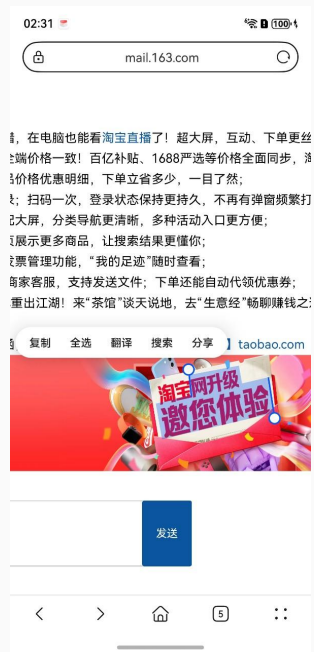 02:31
100
mail.163.com
，在电脑也能看淘宝直播了！超大屏，互动、下单更丝
全端价格一致！百亿补贴、1688严选等价格全面同步，淘
品价格优惠明细，下单立省多少，一目了然；
录；扫码一次，登录状态保持更持久，不再有弹窗频繁打
配大屏，分类导航更清晰，多种活动入口更方便；
页展示更多商品，让搜索结果更懂你；
发票管理功能，“我的足迹”随时查看；
商家客服，支持发送文件；下单还能自动代领优惠券；
重出江湖！来“茶馆”谈天说地，去“生意经”畅聊赚钱之
复制 全选 翻译 搜索 分享
】taobao.com
淘宝网升级
邀您体验
发送
5